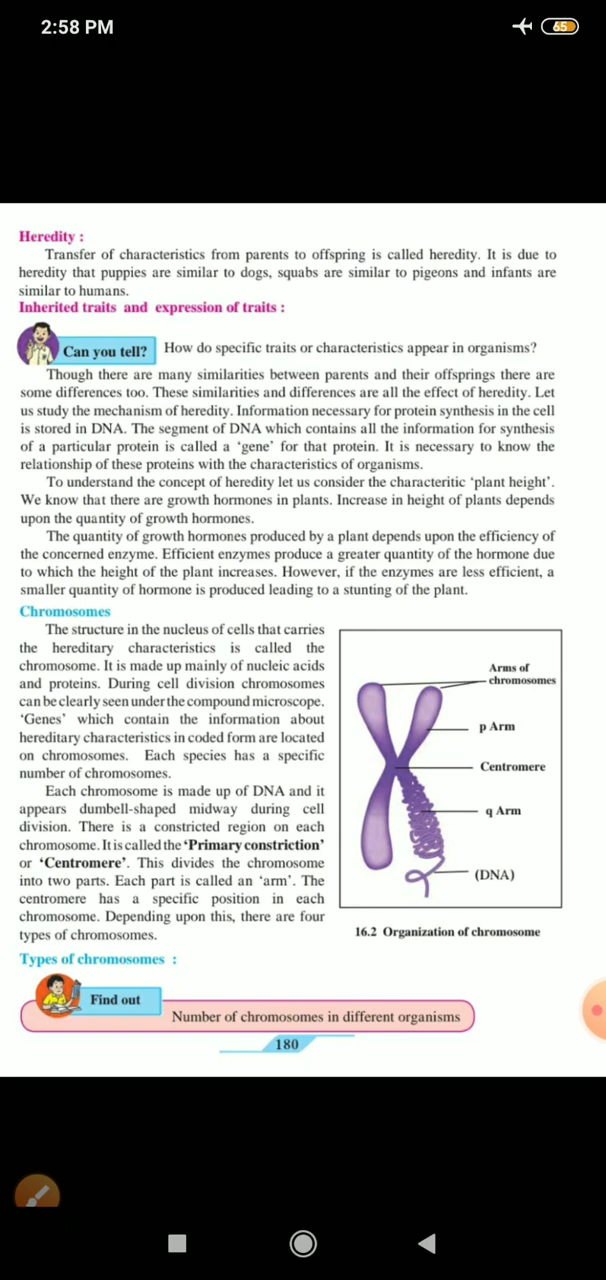 2:58 PM
65
Heredity :
Transfer of characteristics from parents to offspring is called heredity. It is due to
heredity that puppies are similar to dogs, squabs are similar to pigeons and infants are
similar to humans.
Inherited traits and expression of traits :
Can you tell? How do specific traits or characteristics appear in organisms?
Though there are many similarities between parents and their offsprings there are
some differences too. These similarities and differences are all the effect of heredity. Let
us study the mechanism of heredity. Information necessary for protein synthesis in the cell
is stored in DNA. The segment of DNA which contains all the information for synthesis
of a particular protein is called a ‘gene’ for that protein. It is necessary to know the
relationship of these proteins with the characteristics of organisms.
To understand the concept of heredity let us consider the characteritic ‘plant height’.
We know that there are growth hormones in plants. Increase in height of plants depends
upon the quantity of growth hormones.
The quantity of growth hormones produced by a plant depends upon the efficiency of
the concerned enzyme. Efficient enzymes produce a greater quantity of the hormone due
to which the height of the plant increases. However, if the enzymes are less efficient, a
smaller quantity of hormone is produced leading to a stunting of the plant.
Chromosomes
The structure in the nucleus of cells that carries
the hereditary characteristics is called the
chromosome. It is made up mainly of nucleic acids
and proteins. During cell division chromosomes
can be clearly seen under the compound microscope.
‘Genes’ which contain the information about
hereditary characteristics in coded form are located
on chromosomes. Each species has a specific
number of chromosomes.
Each chromosome is made up of DNA and it
appears dumbell-shaped midway during cell
division. There is a constricted region on each
chromosome. It is called the ‘Primary constriction’
or ‘Centromere’. This divides the chromosome
into two parts. Each part is called an ‘arm’. The
centromere has a specific position in each
chromosome. Depending upon this, there are four
types of chromosomes.
Arms of
chromosomes
p Arm
Centromere
q Arm
(DNA)
16.2 Organization of chromosome
Types of chromosomes :
Find out
Number of chromosomes in different organisms
180